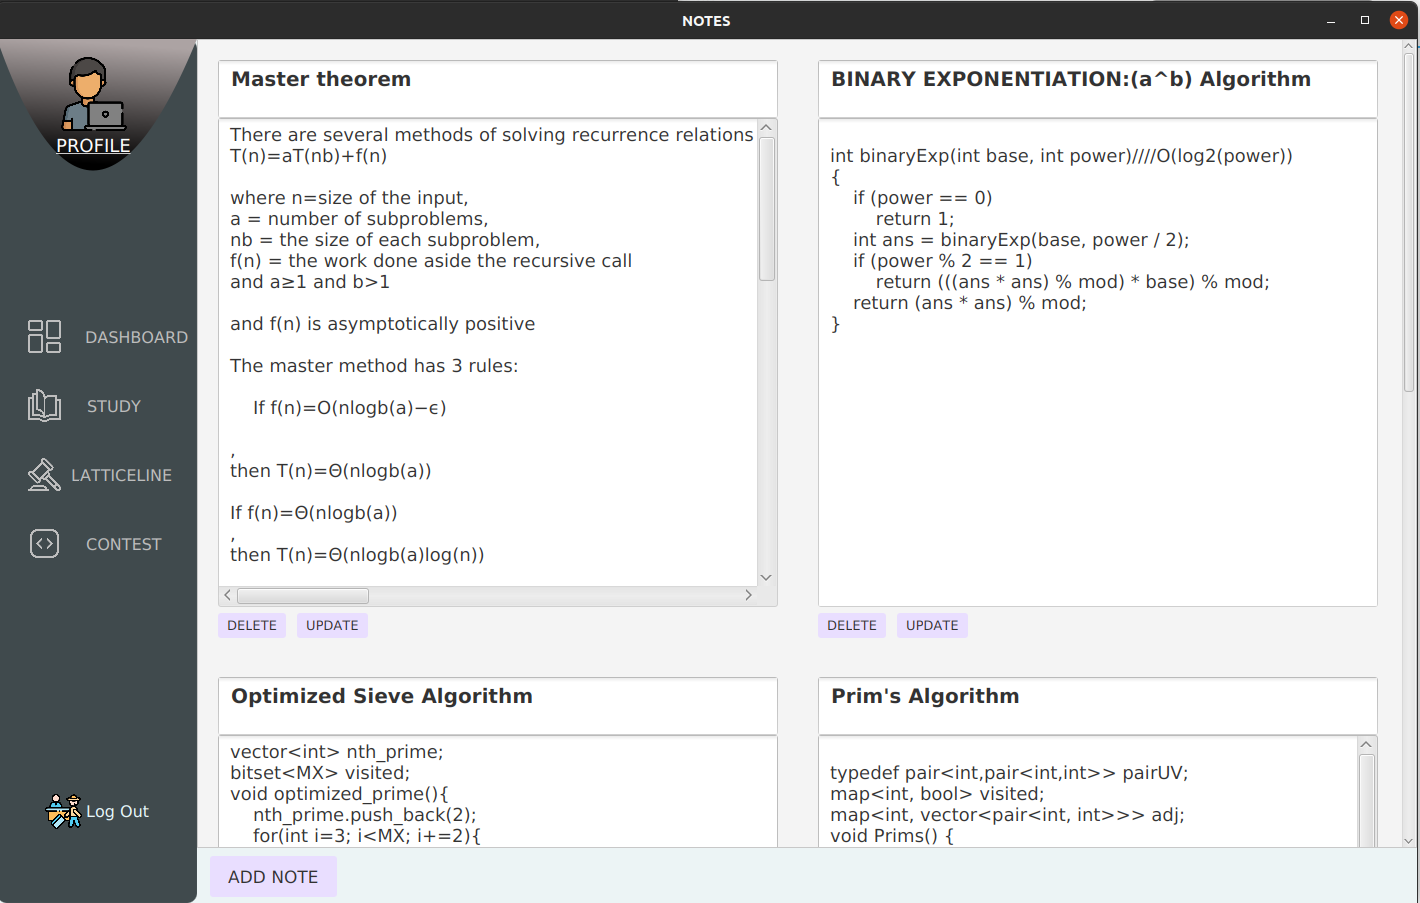 NOTES
PROFILE
DASHBOARD
STUDY
LATTICELINE
CONTEST
Log Out
Master theorem
There are several methods of solving recurrence relations
T(n)=aT(nb)+f(n)
where n=size of the input,
a = number of subproblems,
nb = the size of each subproblem,
f(n) = the work done aside the recursive call
and a≥1 and b>1
and f(n) is asymptotically positive
The master method has 3 rules:
If f(n)=O(nlogb(a)−ϵ)
,
then T(n)=Θ(nlogb(a))
If f(n)=Θ(nlogb(a))
,
then T(n)=Θ(nlogb(a)log(n))
DELETE
UPDATE
BINARY EXPONENTIATION:(a^b) Algorithm
int binaryExp(int base, int power)////O(log2(power))
{
    if (power == 0)
        return 1;
    int ans = binaryExp(base, power / 2);
    if (power % 2 == 1)
        return (((ans * ans) % mod) * base) % mod;
    return (ans * ans) % mod;
}
DELETE
UPDATE
Optimized Sieve Algorithm
vector<int> nth_prime;
bitset<MX> visited;
void optimized_prime(){
    nth_prime.push_back(2);
    for(int i=3; i<MX; i+=2){
Prim's Algorithm
typedef pair<int,pair<int,int>> pairUV;
map<int, bool> visited;
map<int, vector<pair<int, int>>> adj;
void Prims() {
ADD NOTE